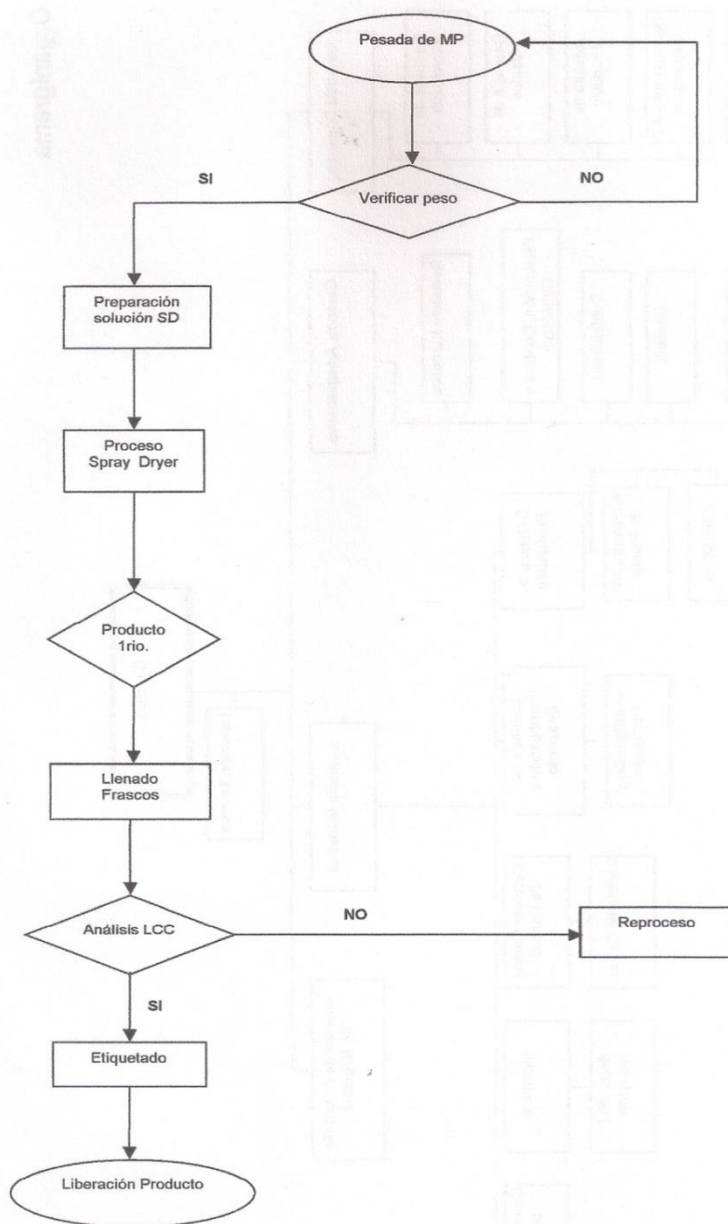 Pesada de MP
SI
NO
Verificar peso
Preparación
solución SD
Proceso
Spray Dryer
Producto
1rio.
Llenado
Frascos
Análisis LCC
NO
Reproceso
SI
Etiquetado
Liberación Producto